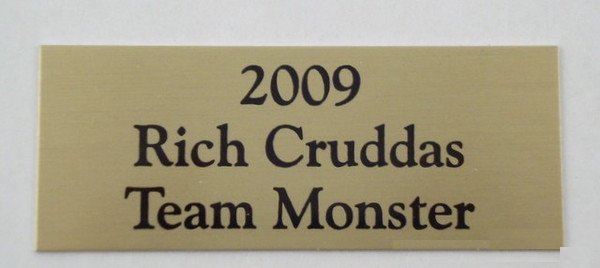 2009
Rich Cruddas
Team Monster